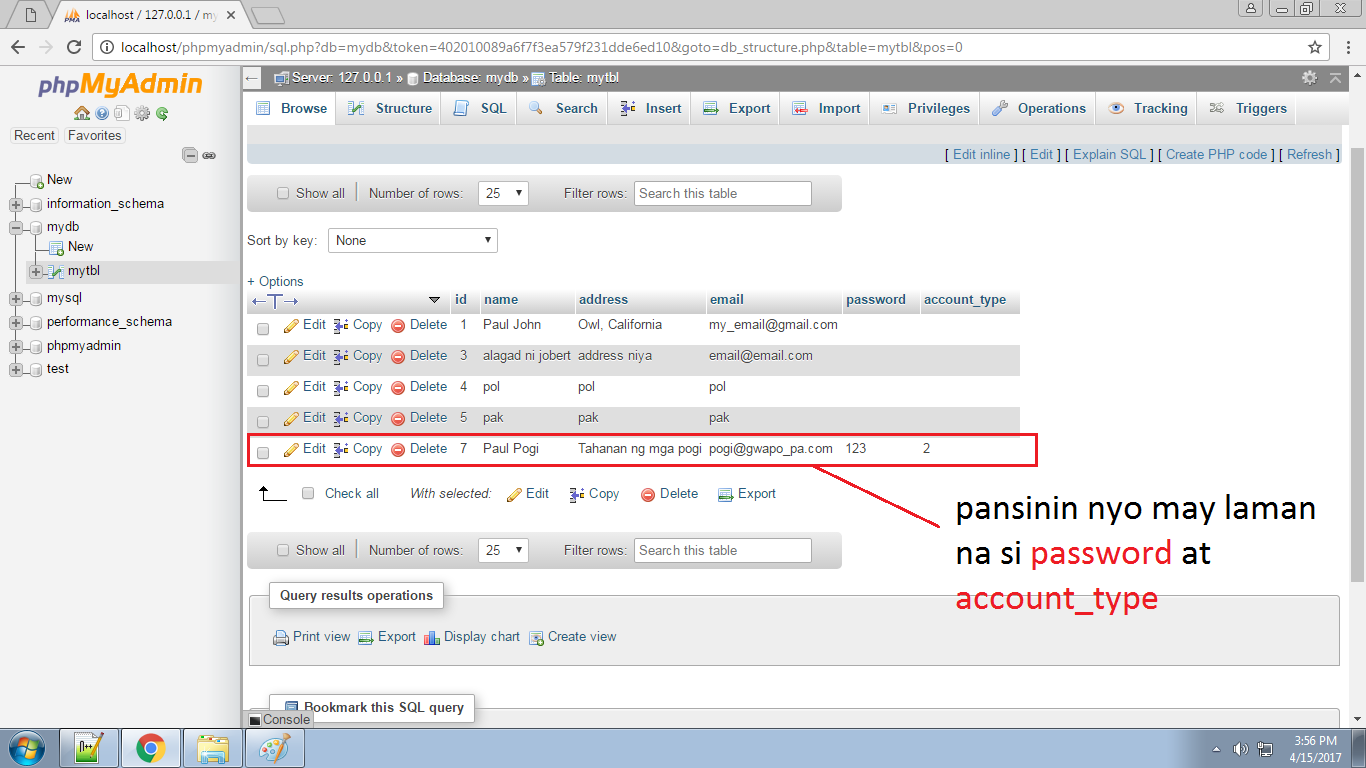 localhost / 127.0.0.1 / my
localhost/phpmyadmin/sql.php?db=mydb&token=402010089a6f7f3ea579f231dde6ed10&goto=db_structure.php&table=mytbl&pos=0
phpMyAdmin
Recent Favorites
New
information_schema
mydb
New
mytbl
mysql
performance_schema
phpmyadmin
test
Server: 127.0.0.1 » Database: mydb » Table: mytbl
Browse Structure SQL Search Insert Export Import Privileges Operations Tracking Triggers
[ Edit inline ] [ Edit ] [ Explain SQL ] [ Create PHP code ] [ Refresh ]
Show all Number of rows: 25 Filter rows: Search this table
Sort by key: None
+ Options
id name address email password account_type
Edit Copy Delete 1 Paul John Owl, California my_email@gmail.com
Edit Copy Delete 3 alagad ni jobert address niya email@email.com
Edit Copy Delete 4 pol pol pol
Edit Copy Delete 5 pak pak pak
Edit Copy Delete 7 Paul Pogi Tahanan ng mga pogi pogi@gwapo_pa.com 123 2
Check all With selected: Edit Copy Delete Export
pansinin nyo may laman
na si password at
account_type
Show all Number of rows: 25 Filter rows: Search this table
Query results operations
Print view Export Display chart Create view
Bookmark this SQL query
Console
3:56 PM
4/15/2017